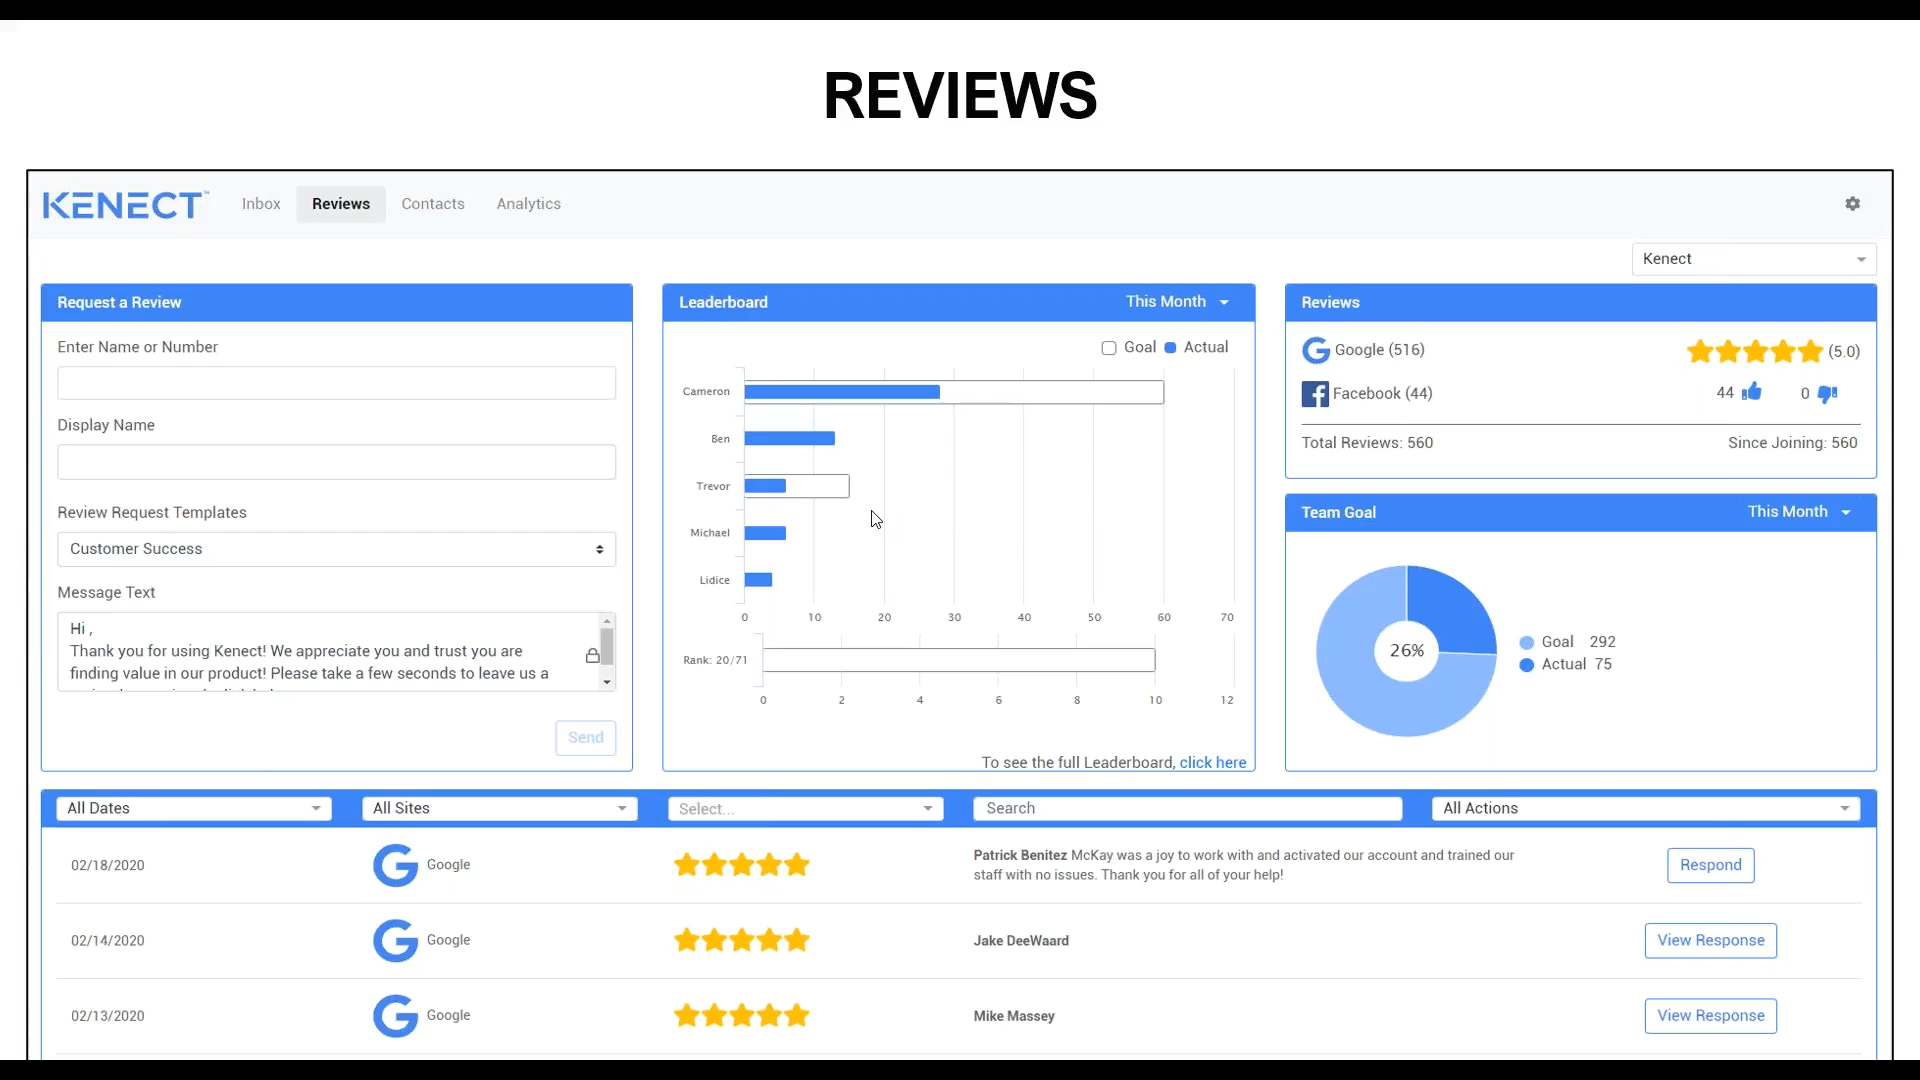 REVIEWS
KENECT™
Inbox
Reviews
Contacts
Analytics
Kenect
Request a Review
Enter Name or Number
Display Name
Review Request Templates
Customer Success
Message Text
Hi ,
Thank you for using Kenect! We appreciate you and trust you are
finding value in our product! Please take a few seconds to leave us a
Send
Leaderboard
This Month
Goal
Actual
Cameron
Ben
Trevor
Michael
Lidice
0 10 20 30 40 50 60 70
Rank: 20/71
0 2 4 6 8 10 12
To see the full Leaderboard, click here
Reviews
Google (516)
(5.0)
Facebook (44)
44
0
Total Reviews: 560
Since Joining: 560
Team Goal
This Month
26%
Goal 292
Actual 75
All Dates
All Sites
Select...
Search
All Actions
02/18/2020
Google
Patrick Benitez McKay was a joy to work with and activated our account and trained our
staff with no issues. Thank you for all of your help!
Respond
02/14/2020
Google
Jake DeeWaard
View Response
02/13/2020
Google
Mike Massey
View Response